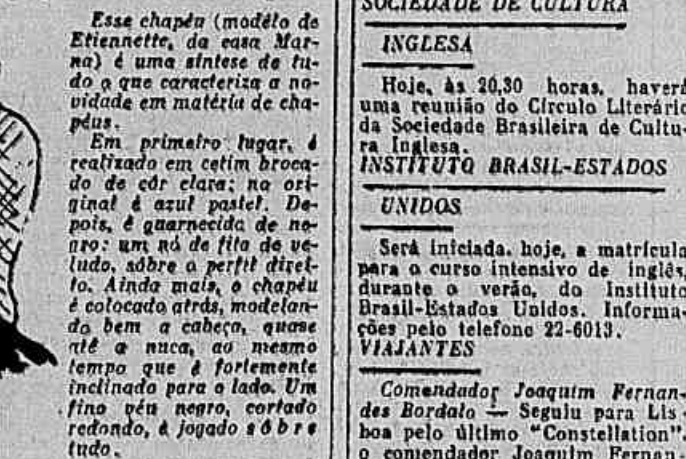 Esse chapéu (modêlo de
Etiennette, da casa Mar-
na) é uma síntese de tu-
do o que caracteriza a no-
vidade em matéria de cha-
péus.
Em primeiro lugar, é
realizado em cetim broca-
do de côr clara; no ori-
ginal é azul pastel. De-
pois, é guarnecida de ne-
gro: um nó de fita de ve-
ludo, sôbre o perfil direi-
to. Ainda mais, o chapéu
é colocado atrás, modelan-
do bem a cabeça, quase
até a nuca, ao mesmo
tempo que é fortemente
inclinado para o lado. Um
fino véu negro, cortado
redondo, é jogado sôbre
tudo.
SOCIEDADE DE CULTURA
INGLESA
Hoje, às 20,30 horas, haverá
uma reunião do Círculo Literário
da Sociedade Brasileira de Cultu-
ra Inglesa.
INSTITUTO BRASIL-ESTADOS
UNIDOS
Será iniciada, hoje, a matrícula
para o curso intensivo de inglês,
durante o verão, do Instituto
Brasil-Estados Unidos. Informa-
ções pelo telefone 22-6013.
VIAJANTES
Comendador Joaquim Fernan-
des Bordalo — Seguiu para Lis-
boa pelo último "Constellation".
o comendador Joaquim Fernan-